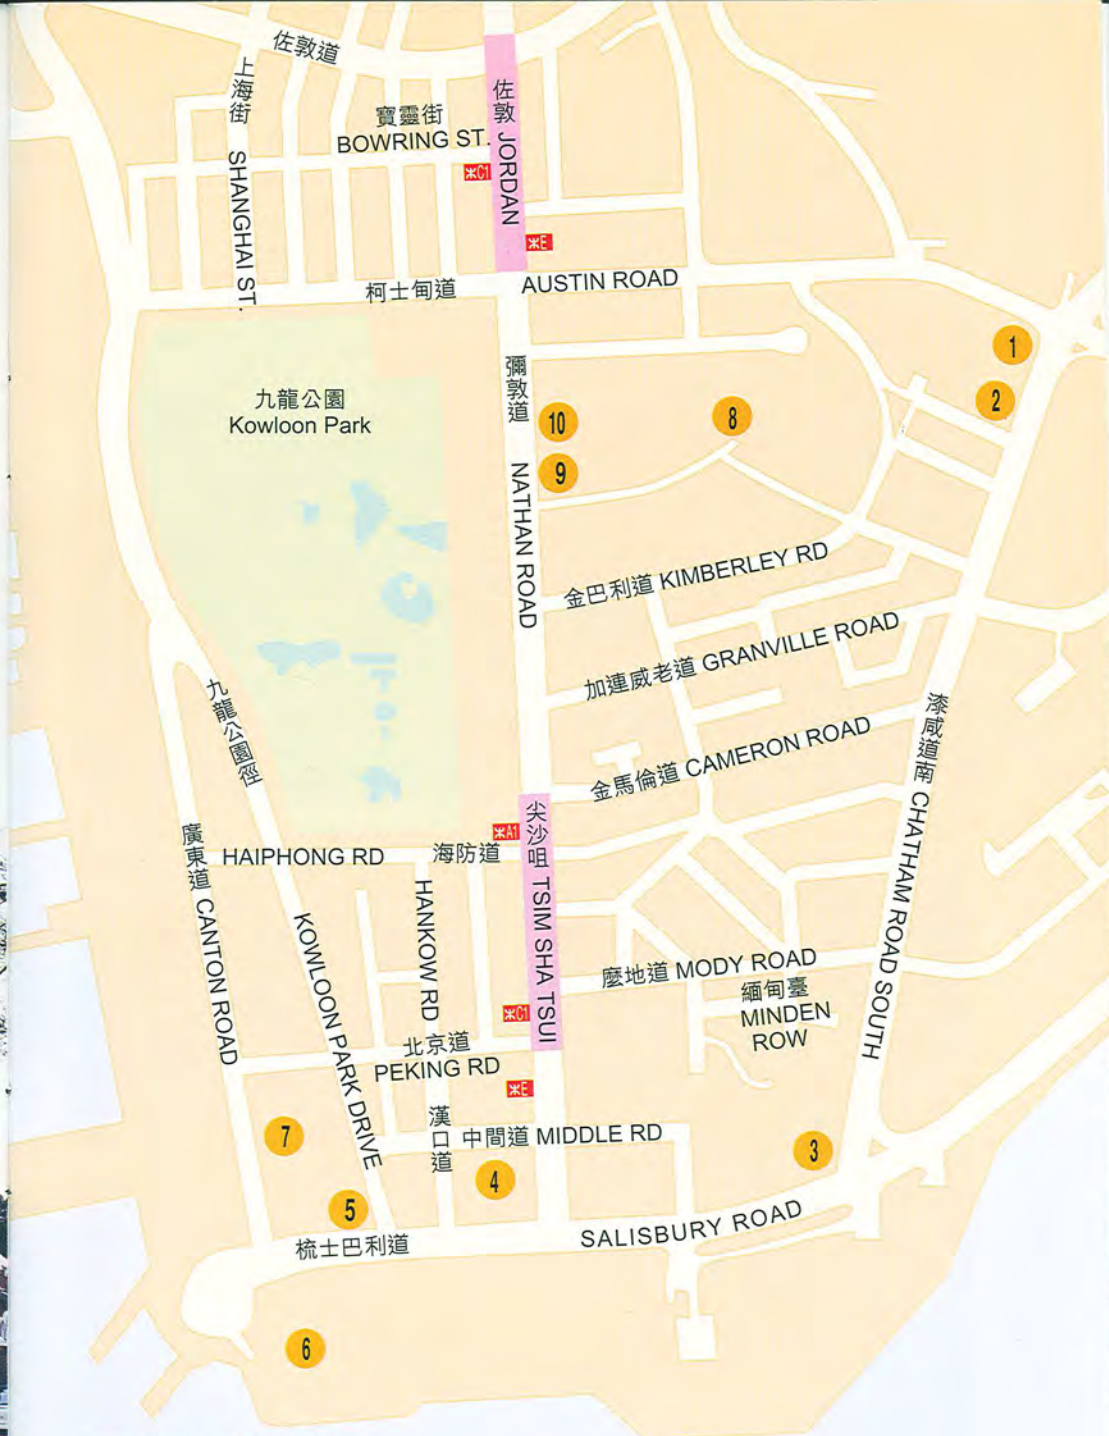 佐敦道
上海街 SHANGHAI ST.
寶靈街
BOWRING ST.
佐敦 JORDAN
C1
E
柯士甸道 AUSTIN ROAD
九龍公園
Kowloon Park
彌敦道 NATHAN ROAD
1
2
10
8
9
金巴利道 KIMBERLEY RD
加連威老道 GRANVILLE ROAD
金馬倫道 CAMERON ROAD
漆咸道南 CHATHAM ROAD SOUTH
九龍公園徑 KOWLOON PARK DRIVE
廣東道 CANTON ROAD
HAIPHONG RD 海防道
A1
尖沙咀 TSIM SHA TSUI
HANKOW RD 漢口道
麼地道 MODY ROAD
緬甸臺
MINDEN
ROW
C1
北京道
PEKING RD
E
中間道 MIDDLE RD
7
4
3
5
梳士巴利道 SALISBURY ROAD
6